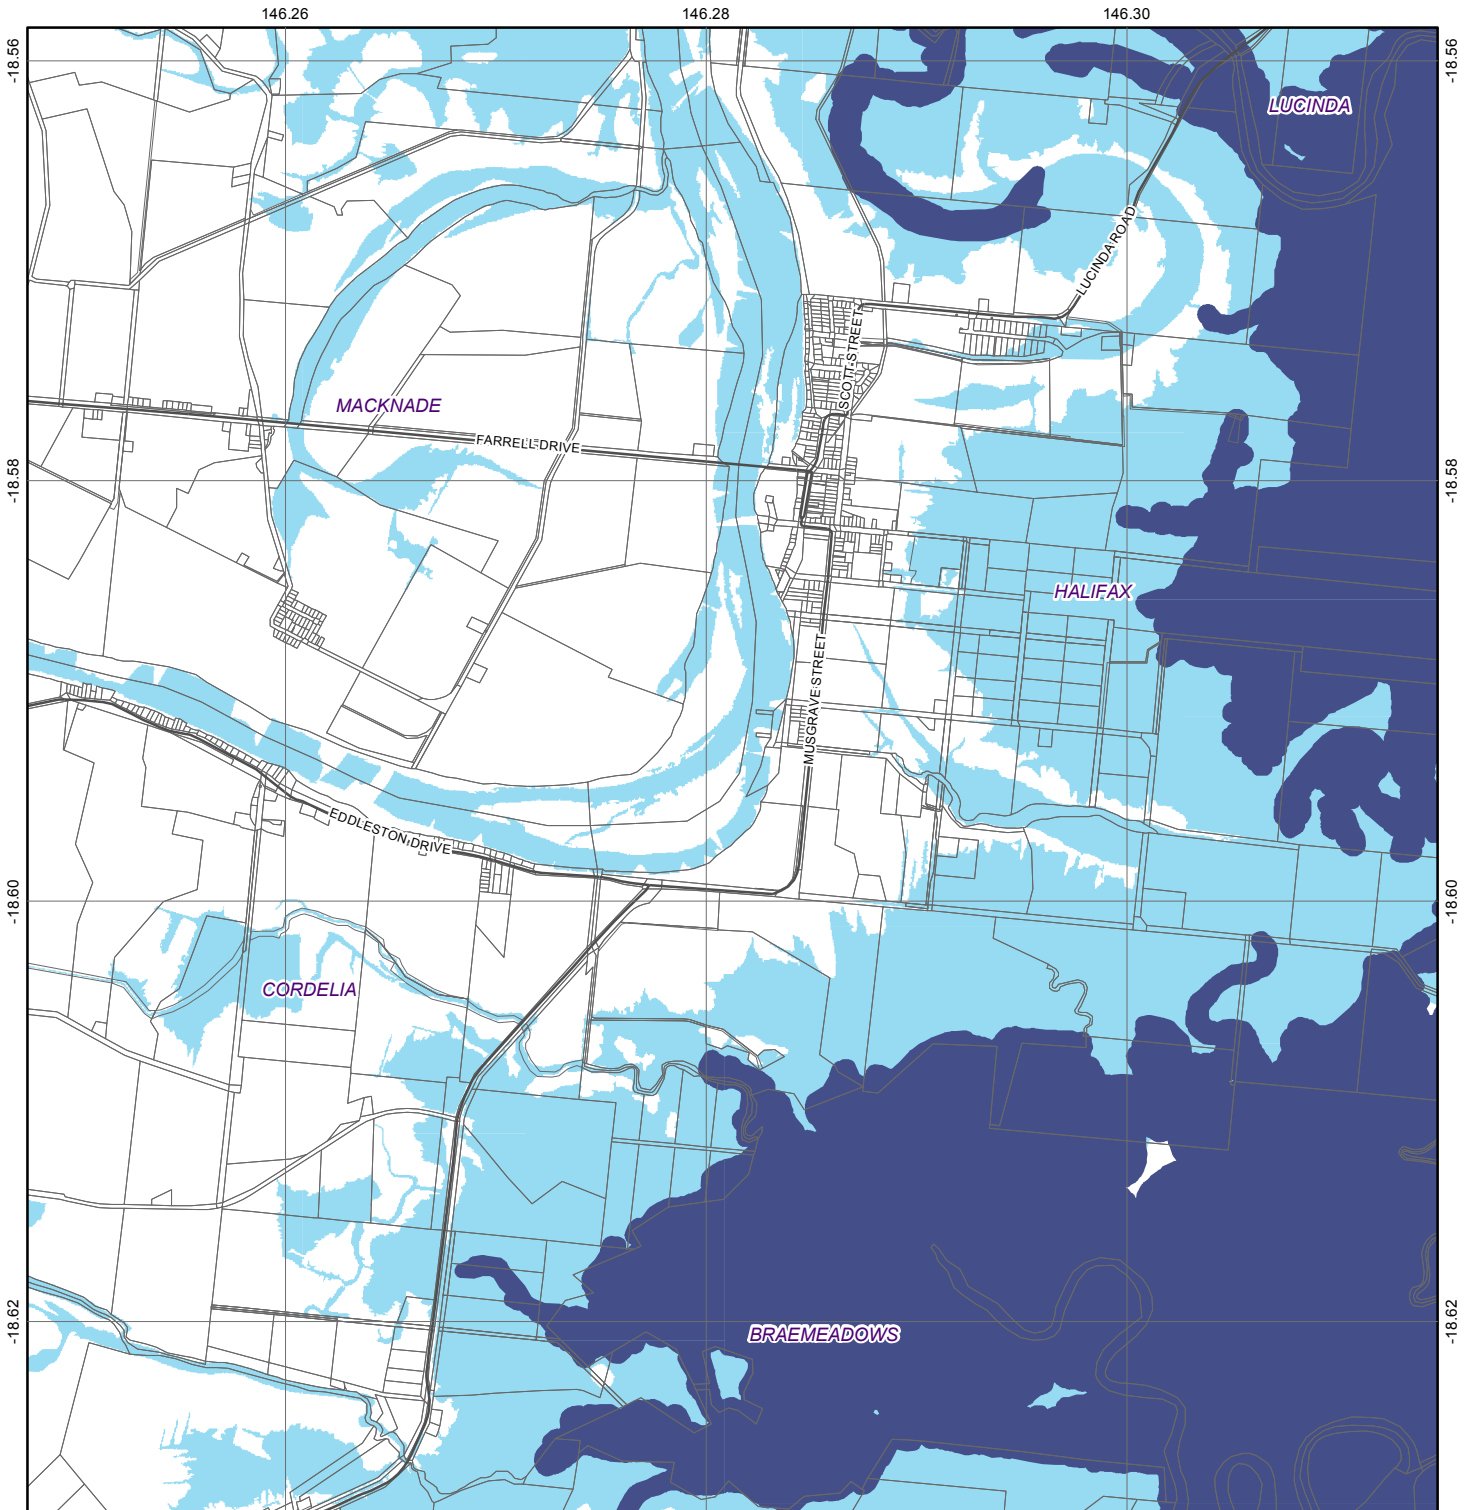 146.26 146.28 146.30
-18.56 -18.56
LUCINDA
LUCINDA ROAD
SCOTT STREET
MACKNADE
FARRELL DRIVE
-18.58 -18.58
HALIFAX
MUSGRAVE STREET
EDDLESTON DRIVE
-18.60 -18.60
CORDELIA
-18.62 -18.62
BRAEMEADOWS